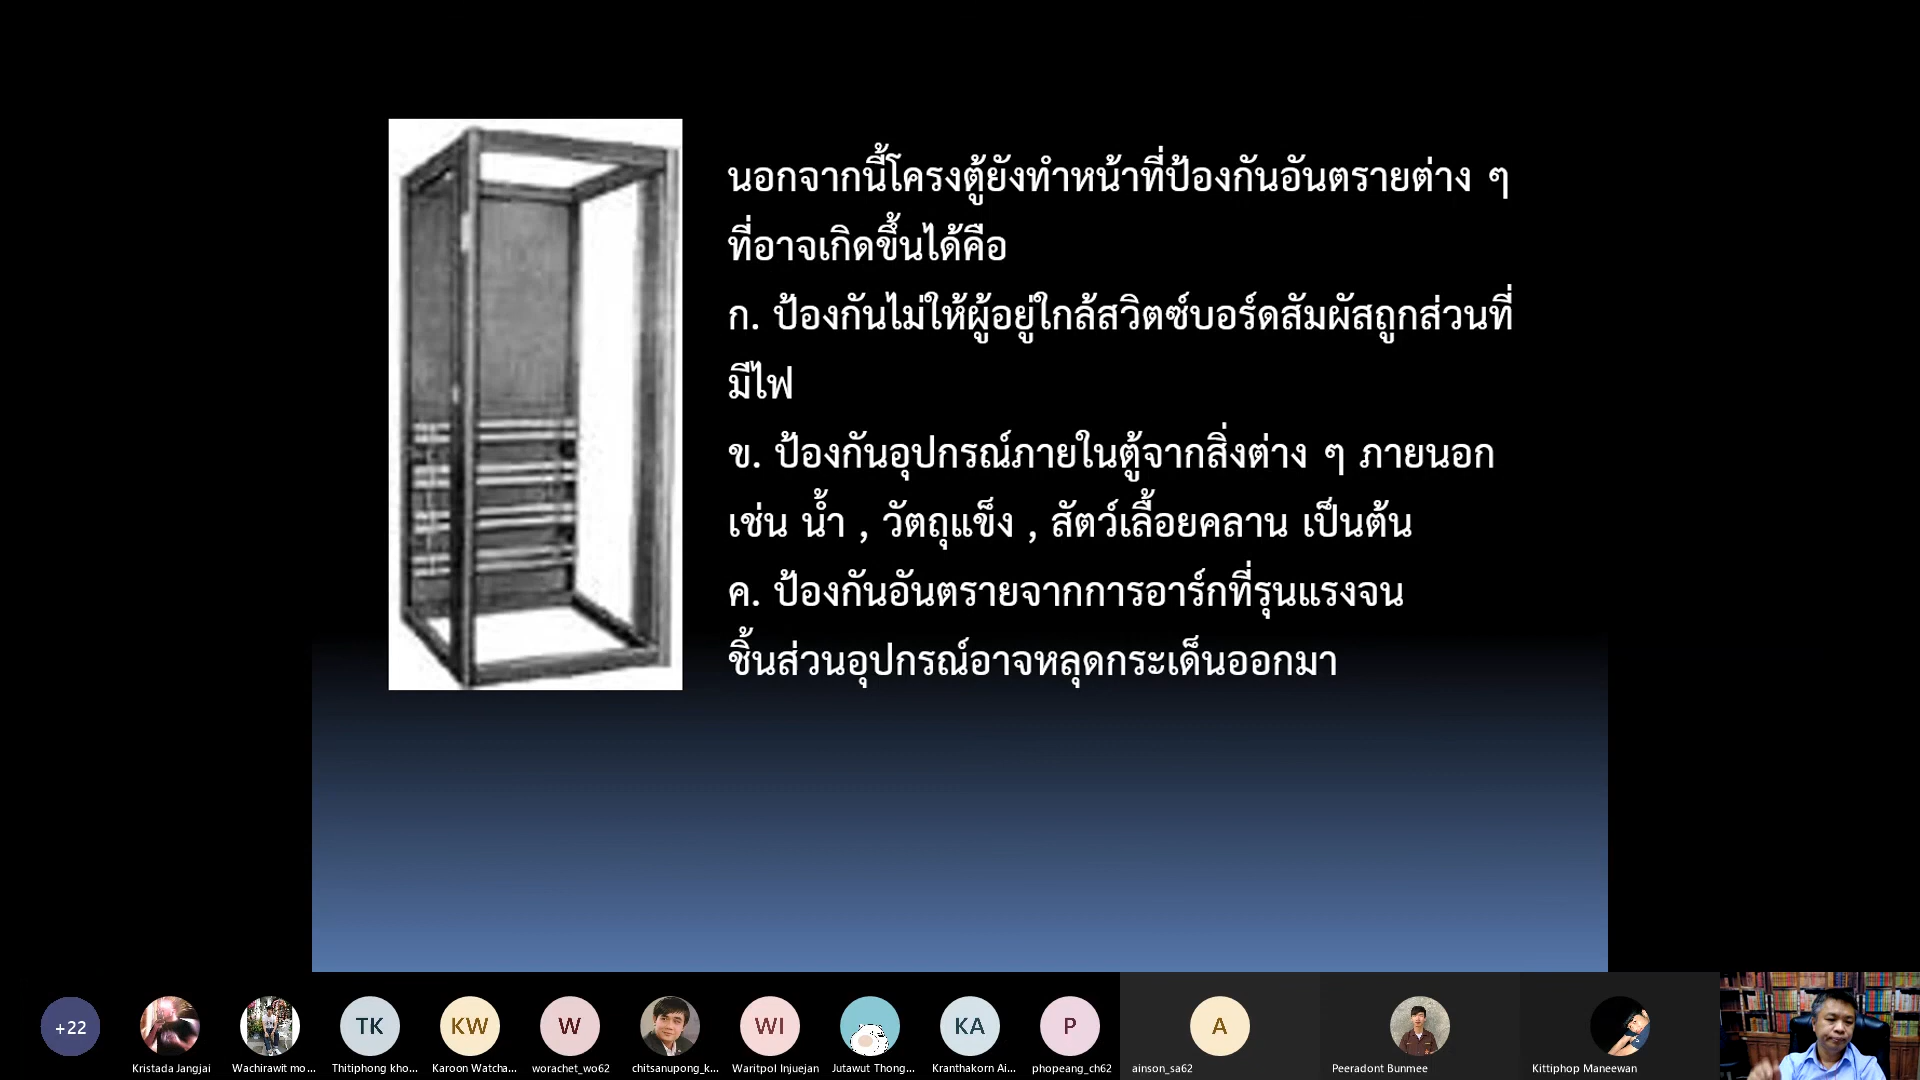 นอกจากนี้โครงตู้ยังทำหน้าที่ป้องกันอันตรายต่าง ๆ
ที่อาจเกิดขึ้นได้คือ
ก. ป้องกันไม่ให้ผู้อยู่ใกล้สวิตซ์บอร์ดสัมผัสถูกส่วนที่
มีไฟ
ข. ป้องกันอุปกรณ์ภายในตู้จากสิ่งต่าง ๆ ภายนอก
เช่น น้ำ , วัตถุแข็ง , สัตว์เลื้อยคลาน เป็นต้น
ค. ป้องกันอันตรายจากการอาร์กที่รุนแรงจน
ชิ้นส่วนอุปกรณ์อาจหลุดกระเด็นออกมา
+22 TK KW W WI KA P A
Kristada Jangjai Wachirawit mo... Thitiphong kho... Karoon Watcha... worachet_wo62 chitsanupong_k... Waritpol Injuejan Jutawut Thong... Kranthakorn Ai... phopeang_ch62 ainson_sa62 Peeradont Bunmee Kittiphop Maneewan